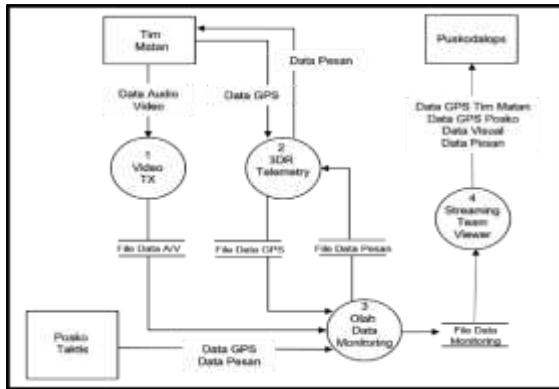 Tim
Matan
Puskodalops
Data Pesan
Data Audio
Video
Data GPS
Data GPS Tim Matan
Data GPS Posko
Data Visual
Data Pesan
1
Video
TX
2
3DR
Telemetry
4
Streaming
Team
Viewer
File Data A/V
File Data GPS
File Data Pesan
3
Olah
Data
Monitoring
File Data
Monitoring
Posko
Taktis
Data GPS
Data Pesan